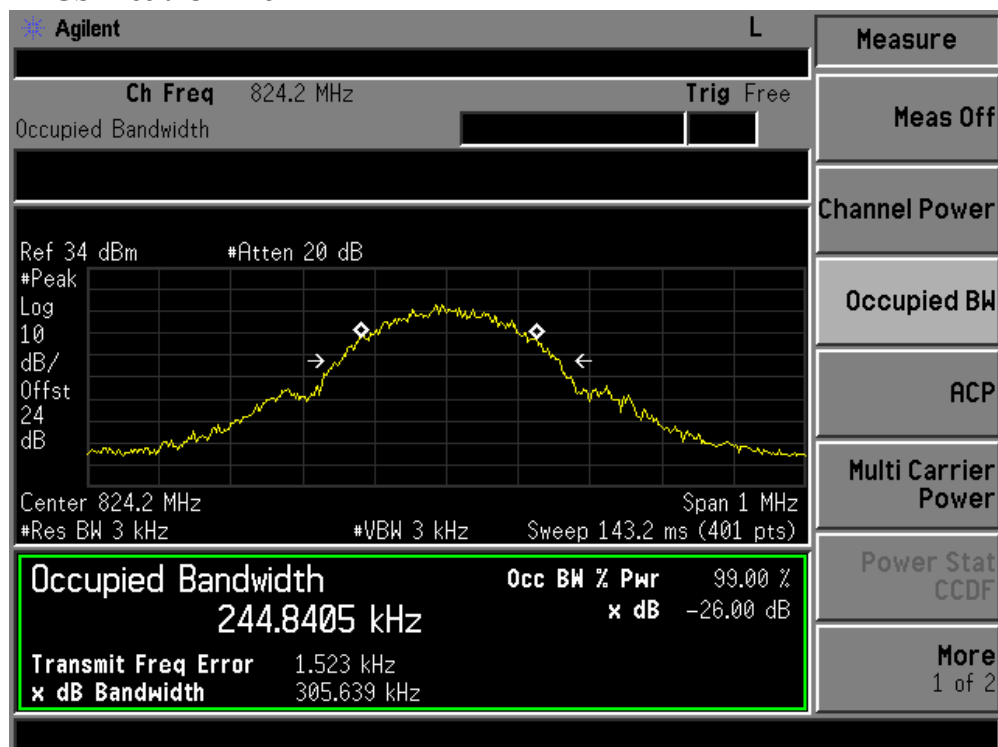 Agilent L
Ch Freq 824.2 MHz Trig Free
Occupied Bandwidth
Ref 34 dBm #Atten 20 dB
#Peak
Log
10
dB/
Offst
24
dB
Center 824.2 MHz Span 1 MHz
#Res BW 3 kHz #VBW 3 kHz Sweep 143.2 ms (401 pts)
Occupied Bandwidth Occ BW % Pwr 99.00 %
244.8405 kHz x dB -26.00 dB
Transmit Freq Error 1.523 kHz
x dB Bandwidth 305.639 kHz
Measure
Meas Off
Channel Power
Occupied BW
ACP
Multi Carrier
Power
Power Stat
CCDF
More
1 of 2